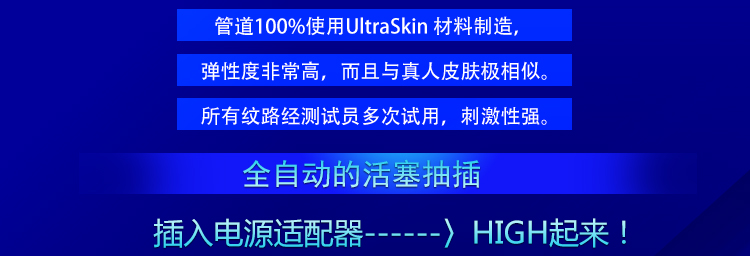 管道100%使用UltraSkin 材料制造,
弹性度非常高，而且与真人皮肤极相似。
所有纹路经测试员多次试用，刺激性强。
全自动的活塞抽插
插入电源适配器------〉HIGH起来！